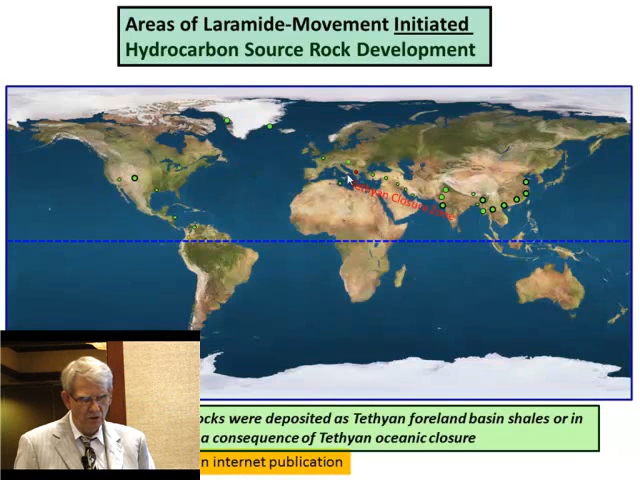 Areas of Laramide-Movement Initiated
Hydrocarbon Source Rock Development
Tethyan Closure Zone
ocks were deposited as Tethyan foreland basin shales or in
a consequence of Tethyan oceanic closure
n internet publication